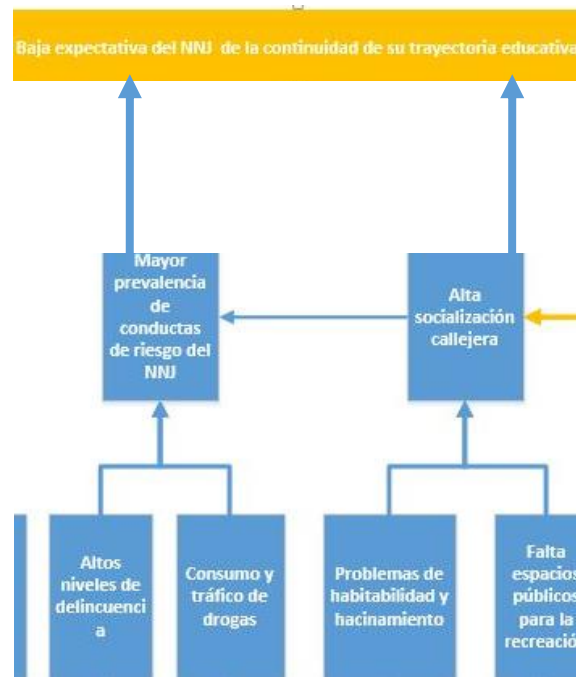 Baja expectativa del NNJ de la continuidad de su trayectoria educativa
Mayor
prevalencia
de
conductas
de riesgo del
NNJ
Alta
socialización
callejera
Altos
niveles de
delincuenci
a
Consumo y
tráfico de
drogas
Problemas de
habitabilidad y
hacinamiento
Falta
espacios
públicos
para la
recreación